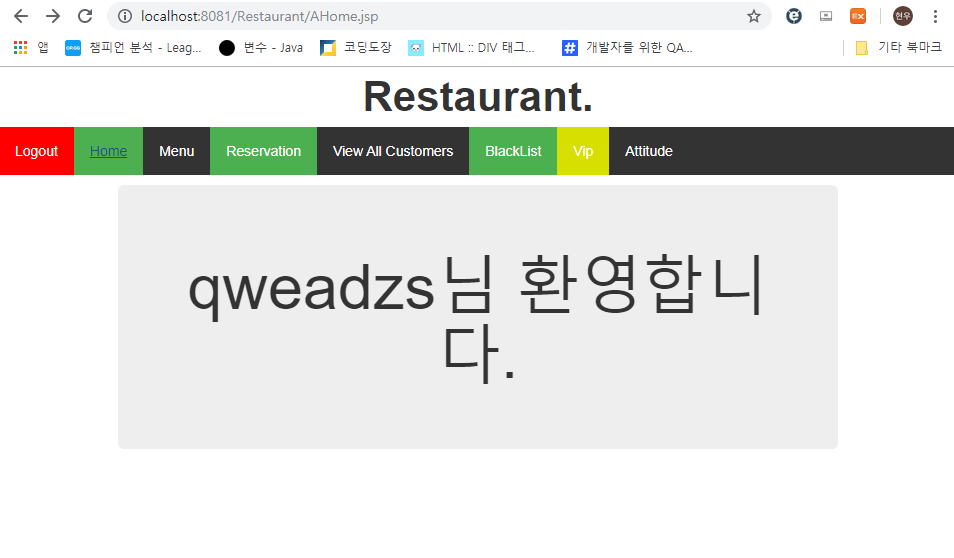 localhost:8081/Restaurant/AHome.jsp
EX
현우
앱
OP.GG
챔피언 분석 - Leag...
변수 - Java
코딩도장
HTML :: DIV 태그...
#
개발자를 위한 QA...
기타 북마크
Restaurant.
Logout Home Menu Reservation View All Customers BlackList Vip Attitude
qweadzs님 환영합니
다.